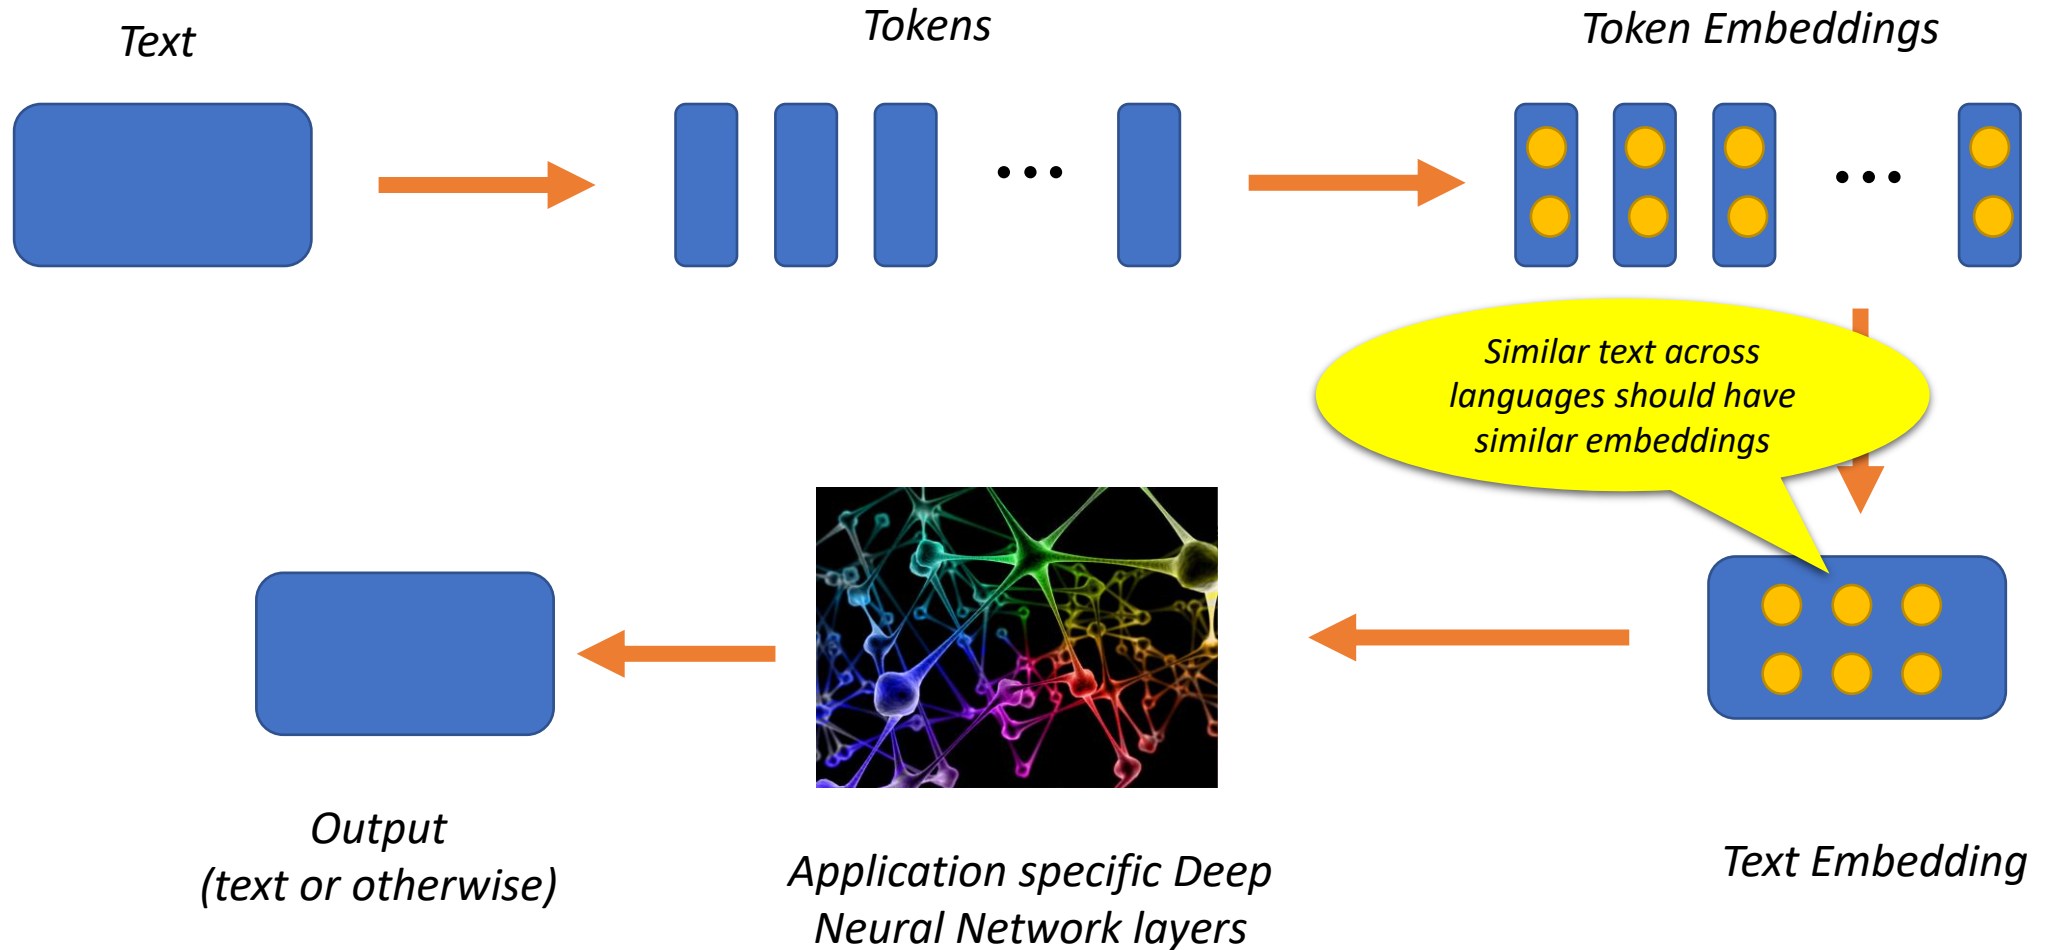 Text
Tokens
Token Embeddings
Similar text across
languages should have
similar embeddings
Output
(text or otherwise)
Application specific Deep
Neural Network layers
Text Embedding